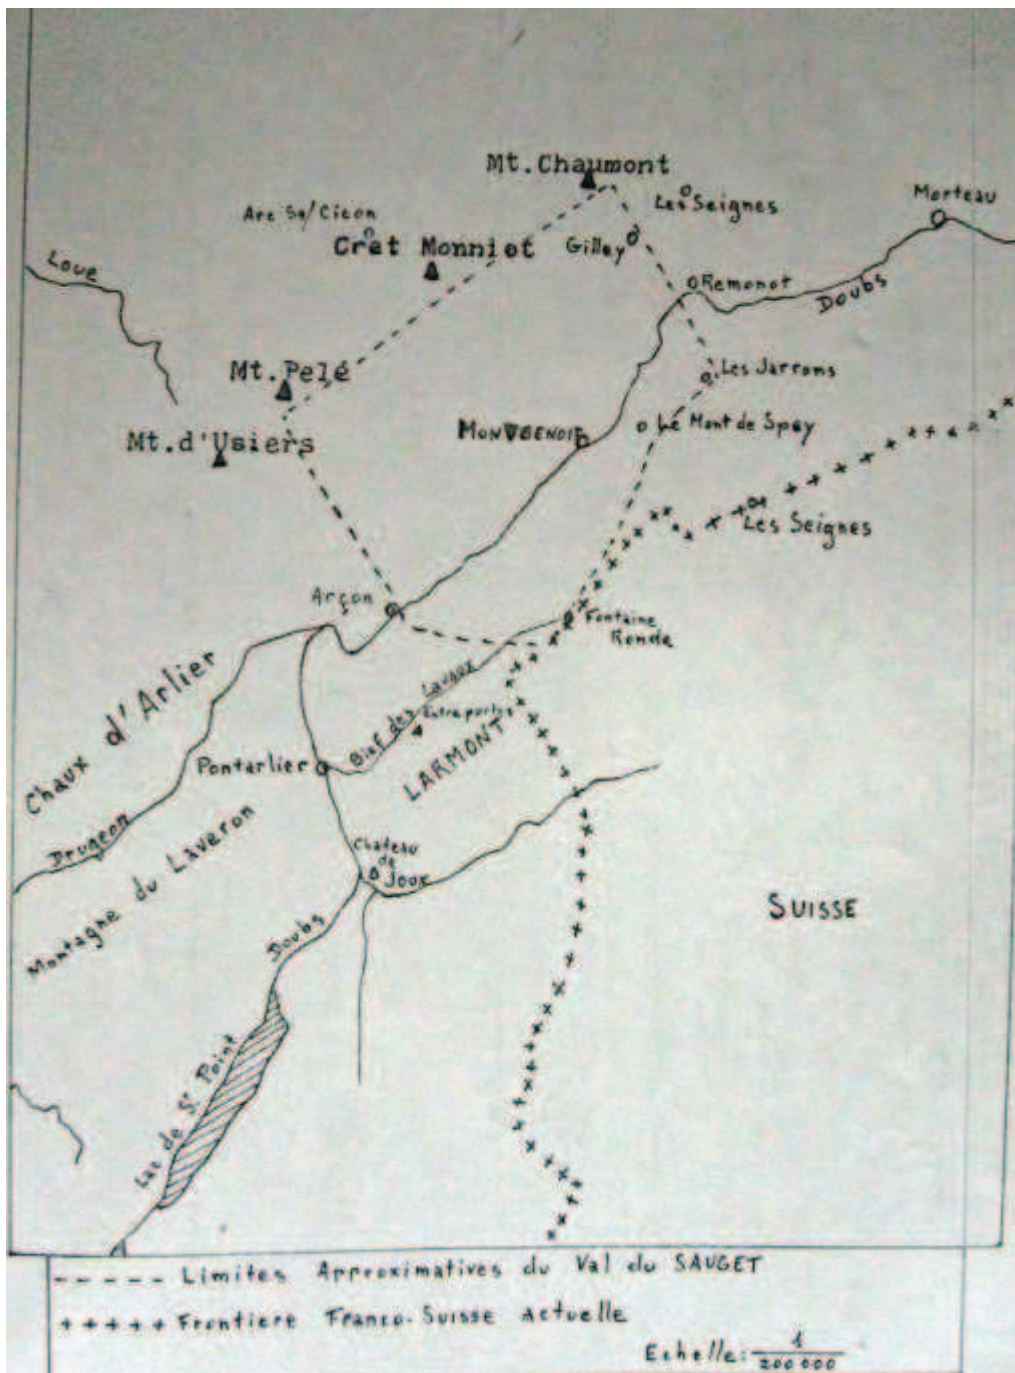 Mt.Chaumont
Les Seignes
Morteau
Arc Sq/Cicon
Cret Monniot
Gilley
Loue
Remonot
Doubs
Mt.Pelé
Les Jarrons
Mt.d'Usiers
MONTBENOIT
Lé Mont de Spey
Les Seignes
Arçon
Fontaine
Ronde
Chaux d'Arlier
Bief des Lavaux
Entreportes
LARMONT
Pontarlier
Drugeon
Montagne du Laveron
Chateau
de
Joux
SUISSE
Doubs
Lac de St Point
Limites Approximatives du Val du SAUGET
Frontiere Franco-Suisse Actuelle
Echelle: 1
200 000